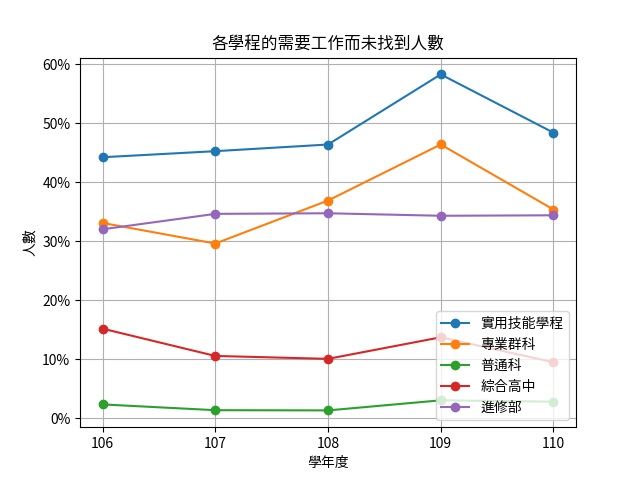 各學程的需要工作而未找到人數
60%
50%
40%
30%
20%
10%
0%
人數
106
107
108
109
110
學年度
實用技能學程
專業群科
普通科
綜合高中
進修部